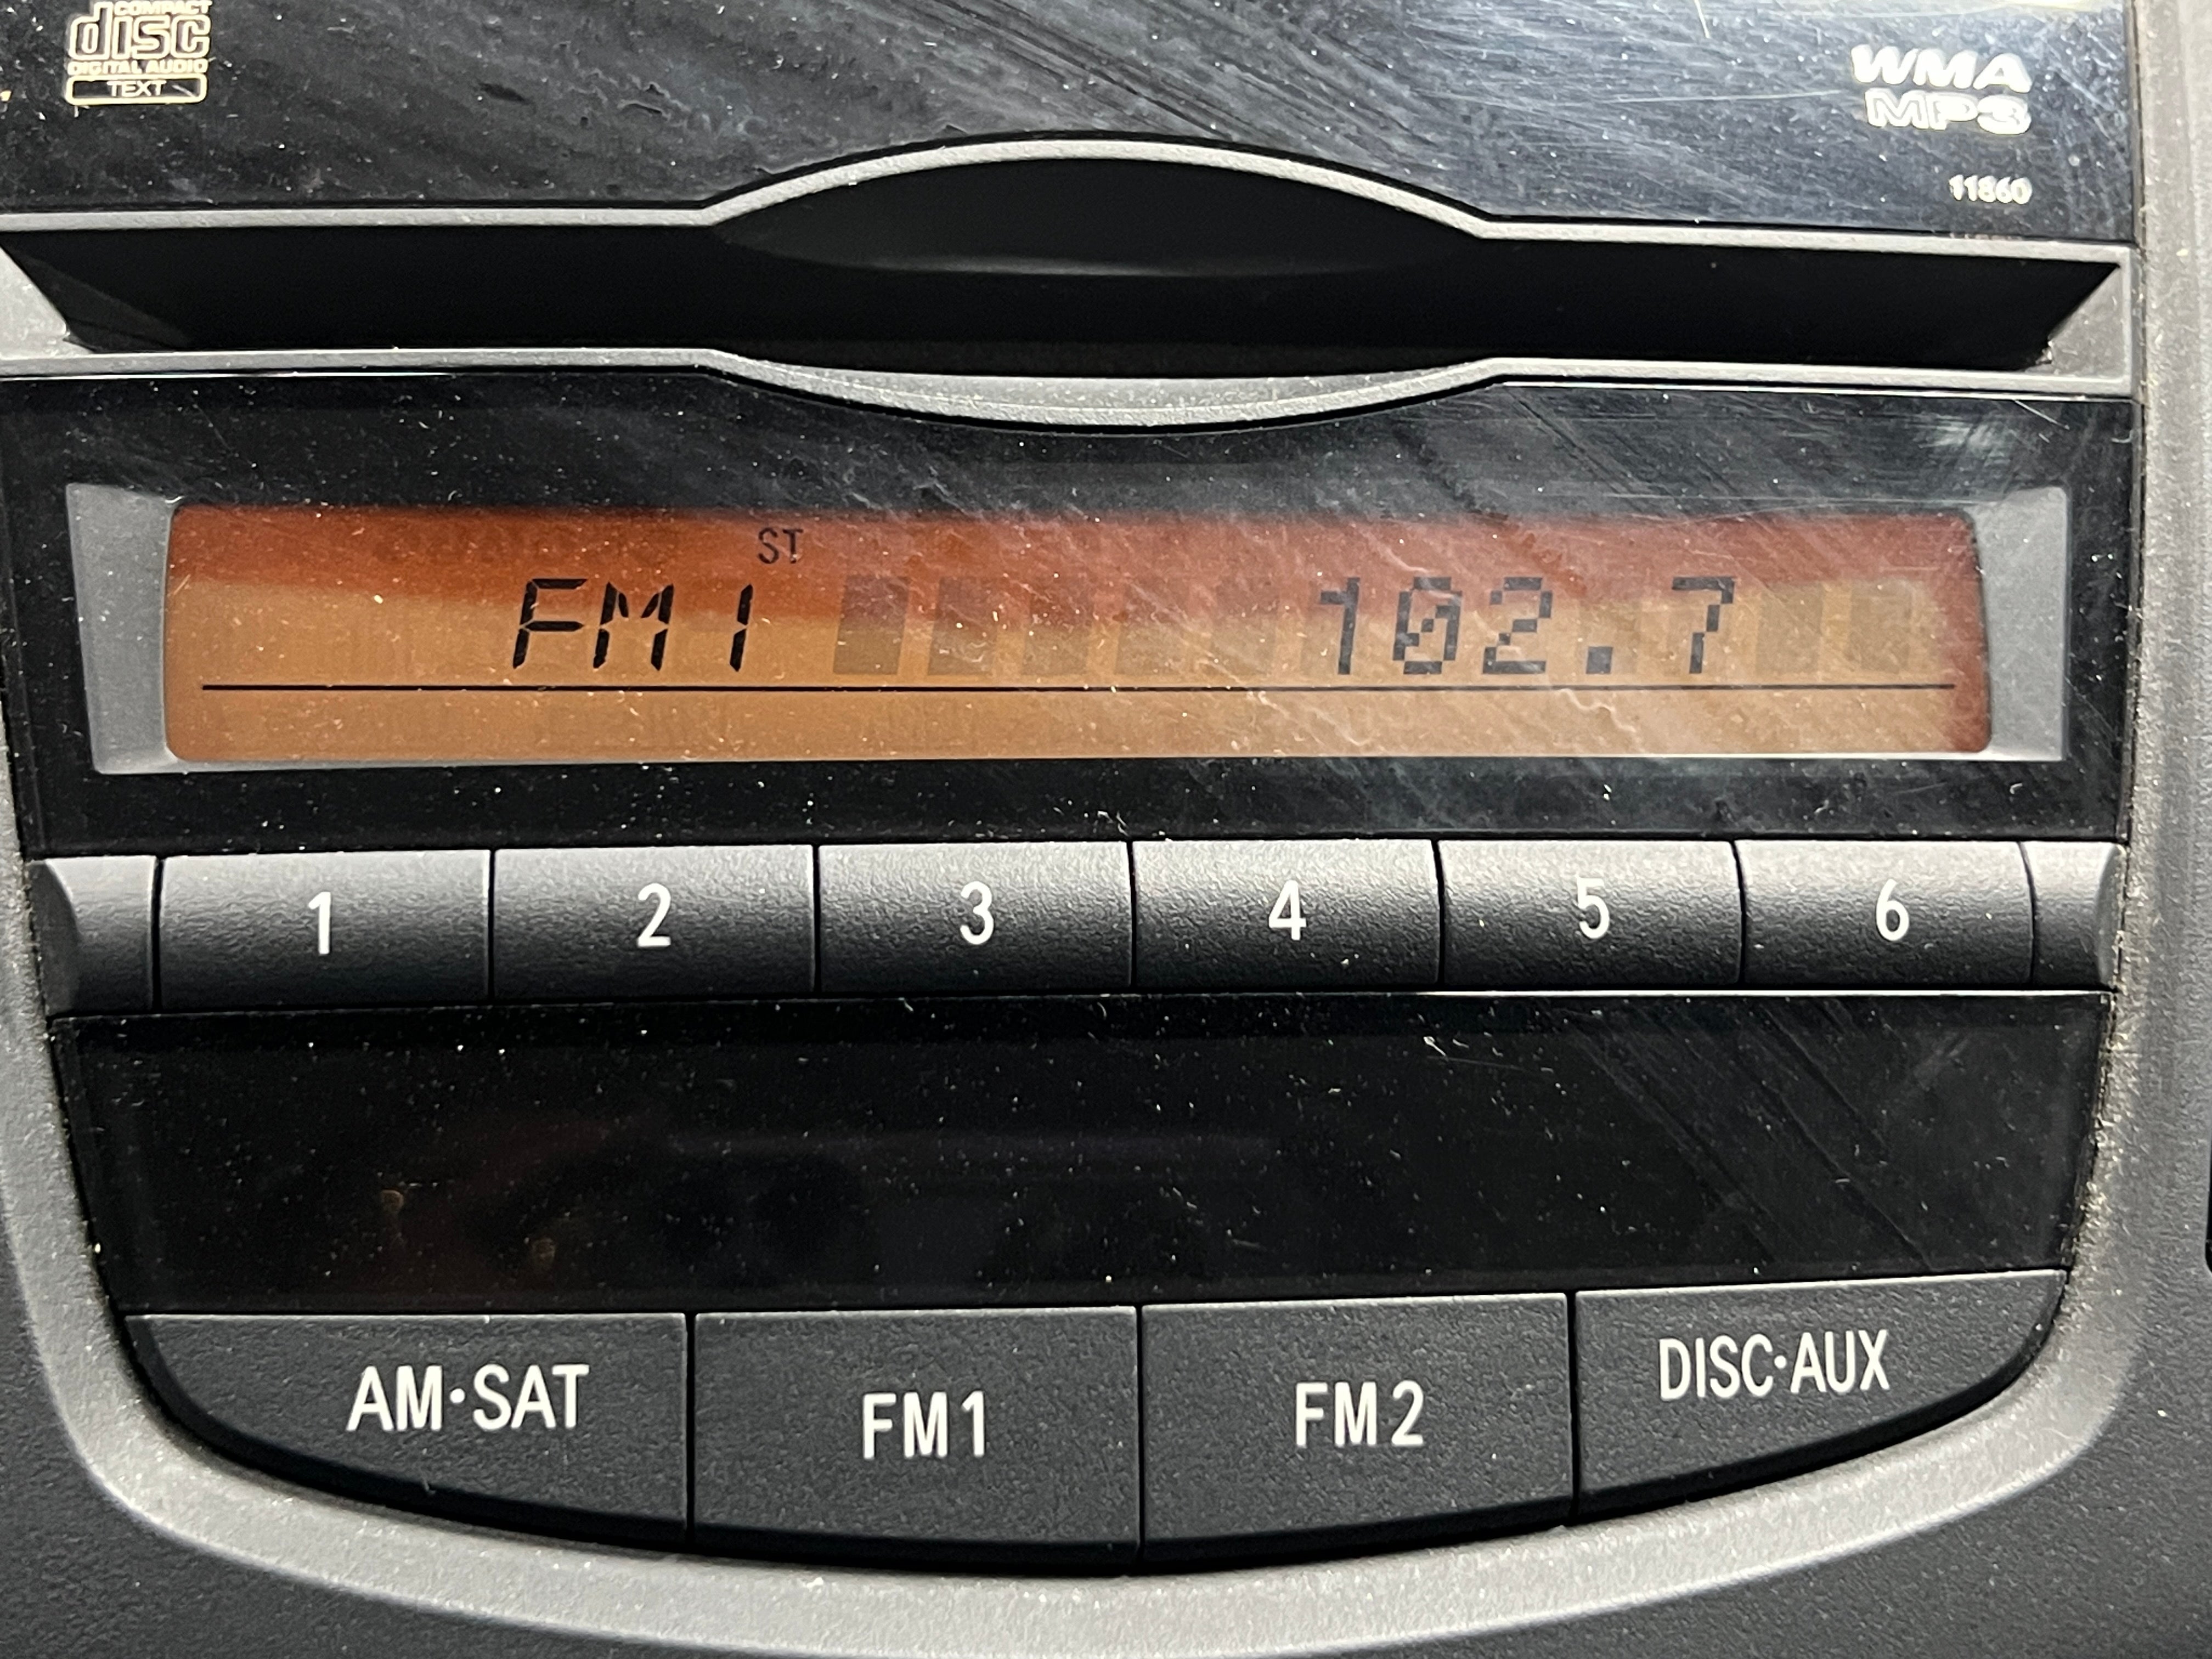 COMPACT
disc
DIGITAL AUDIO
TEXT
WMA
MP3
11860
ST
FM1 102.7
1 2 3 4 5 6
AM·SAT FM1 FM2 DISC·AUX